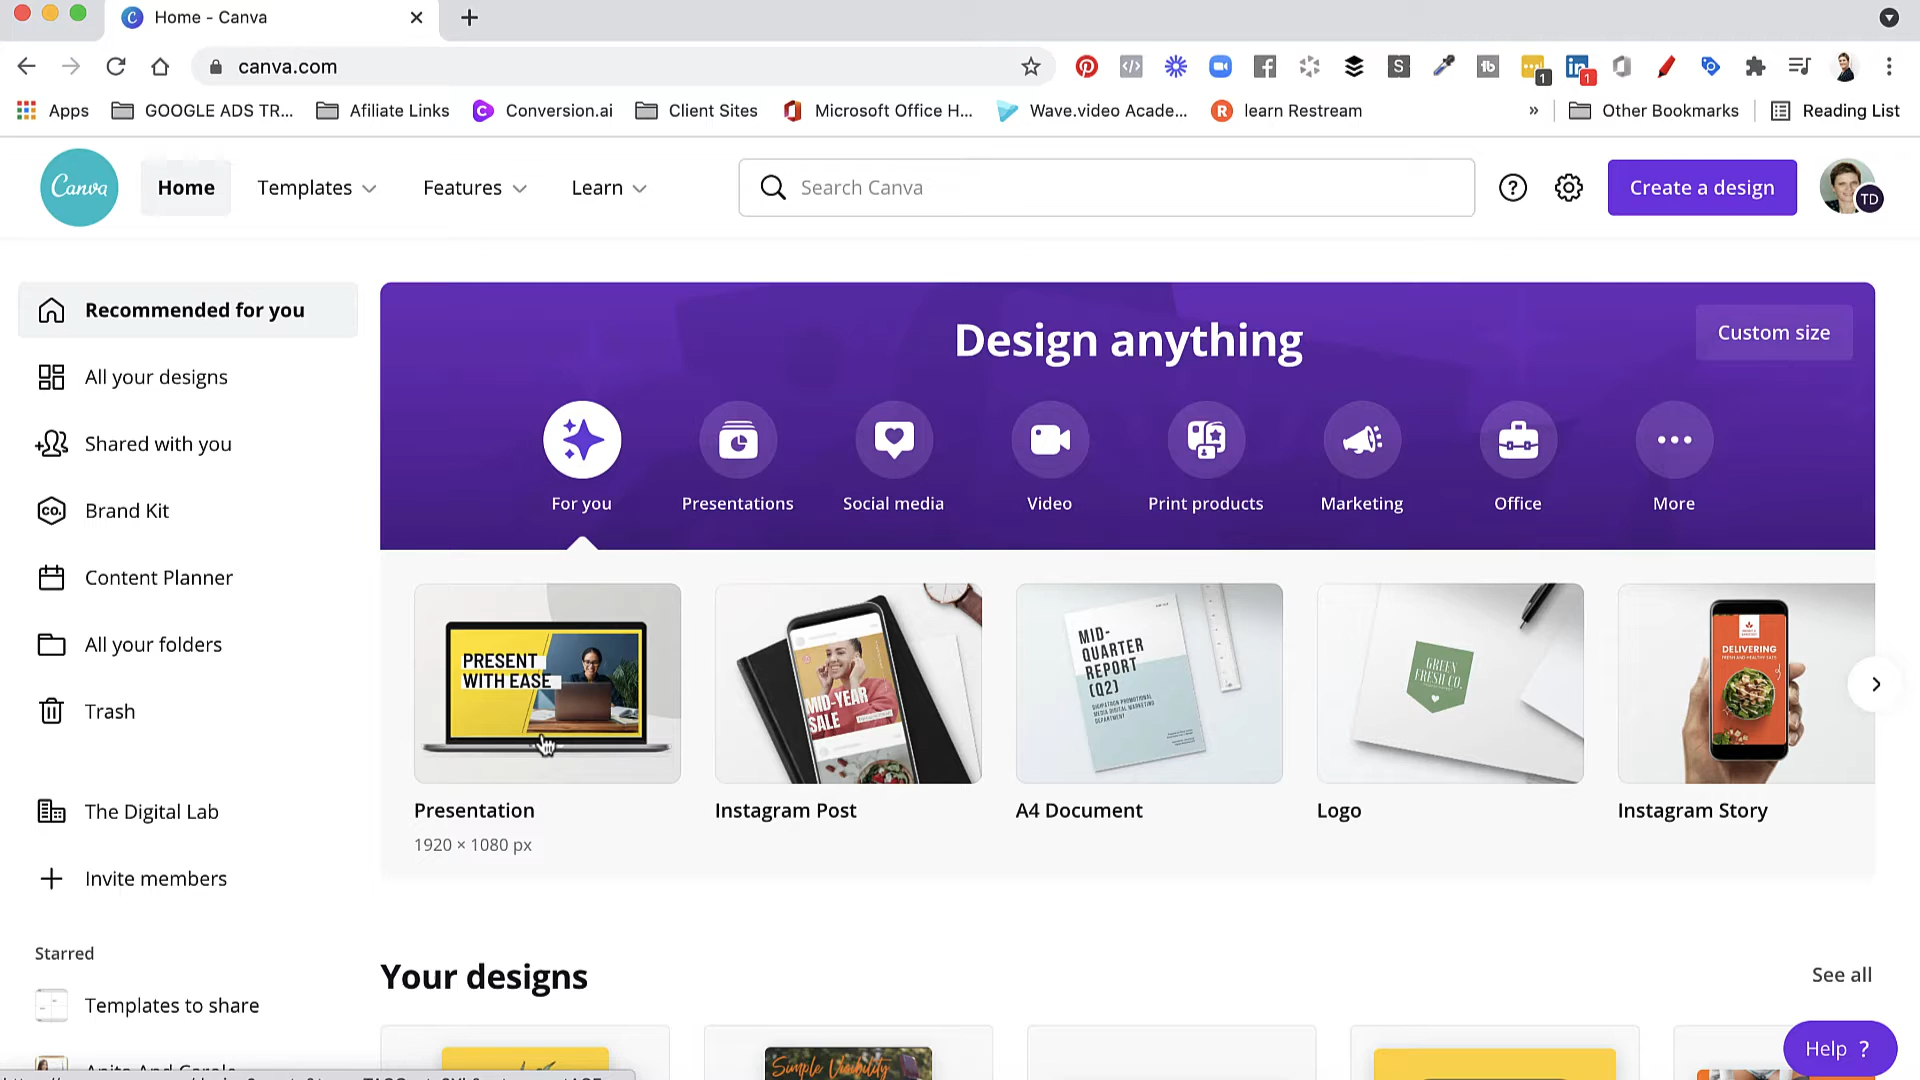 Home - Canva
canva.com
Apps
GOOGLE ADS TR...
Afiliate Links
Conversion.ai
Client Sites
Microsoft Office H...
Wave.video Acade...
learn Restream
»
Other Bookmarks
Reading List
Canva
Home
Templates
Features
Learn
Search Canva
Create a design
TD
Recommended for you
All your designs
Shared with you
Brand Kit
Content Planner
All your folders
Trash
The Digital Lab
Invite members
Starred
Templates to share
Design anything
Custom size
For you
Presentations
Social media
Video
Print products
Marketing
Office
More
PRESENT
WITH EASE
MID-YEAR
SALE
MID-
QUARTER
REPORT
(Q2)
GREEN
FRESH CO.
DELIVERING
Presentation
1920 × 1080 px
Instagram Post
A4 Document
Logo
Instagram Story
Your designs
See all
Simple Visibility
Help ?